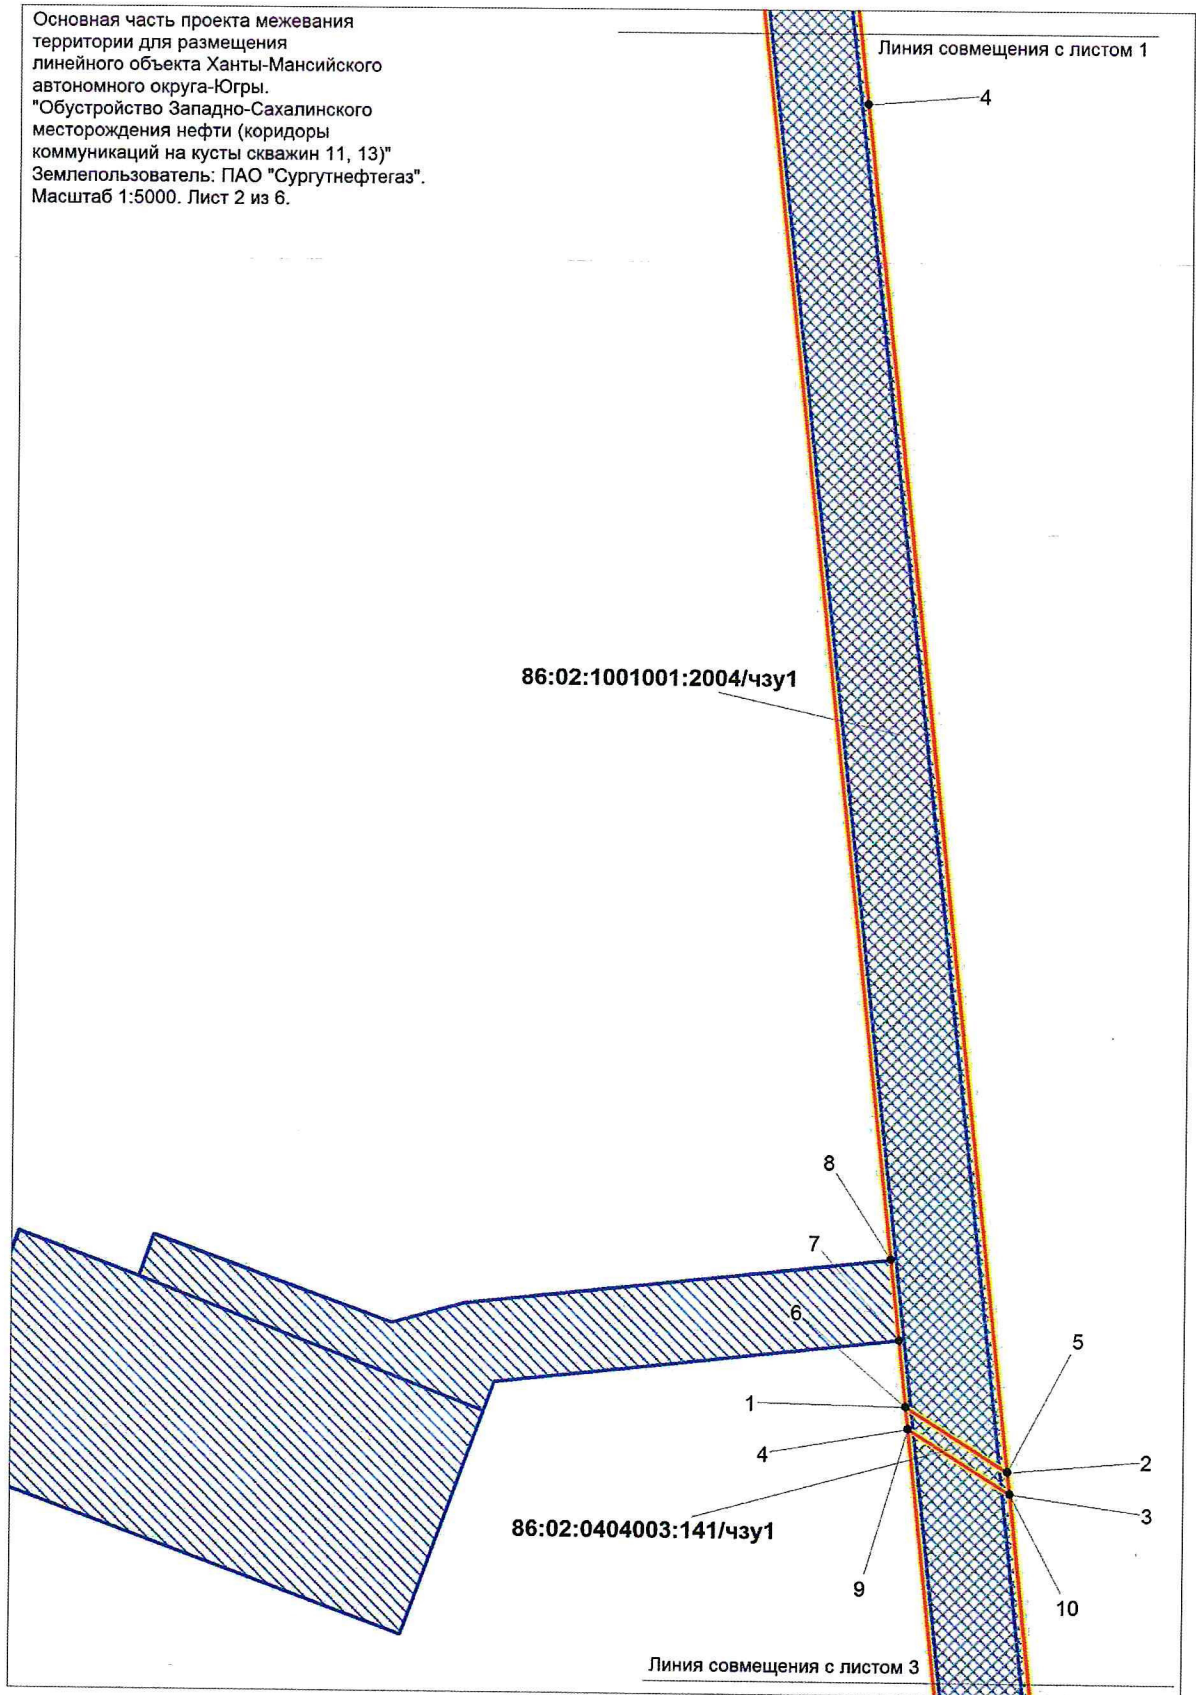 Основная часть проекта межевания
территории для размещения
линейного объекта Ханты-Мансийского
автономного округа-Югры.
"Обустройство Западно-Сахалинского
месторождения нефти (коридоры
коммуникаций на кусты скважин 11, 13)"
Землепользователь: ПАО "Сургутнефтегаз".
Масштаб 1:5000. Лист 2 из 6.
Линия совмещения с листом 1
4
86:02:1001001:2004/чзу1
8
7
6
5
1
4
2
3
86:02:0404003:141/чзу1
9
10
Линия совмещения с листом 3